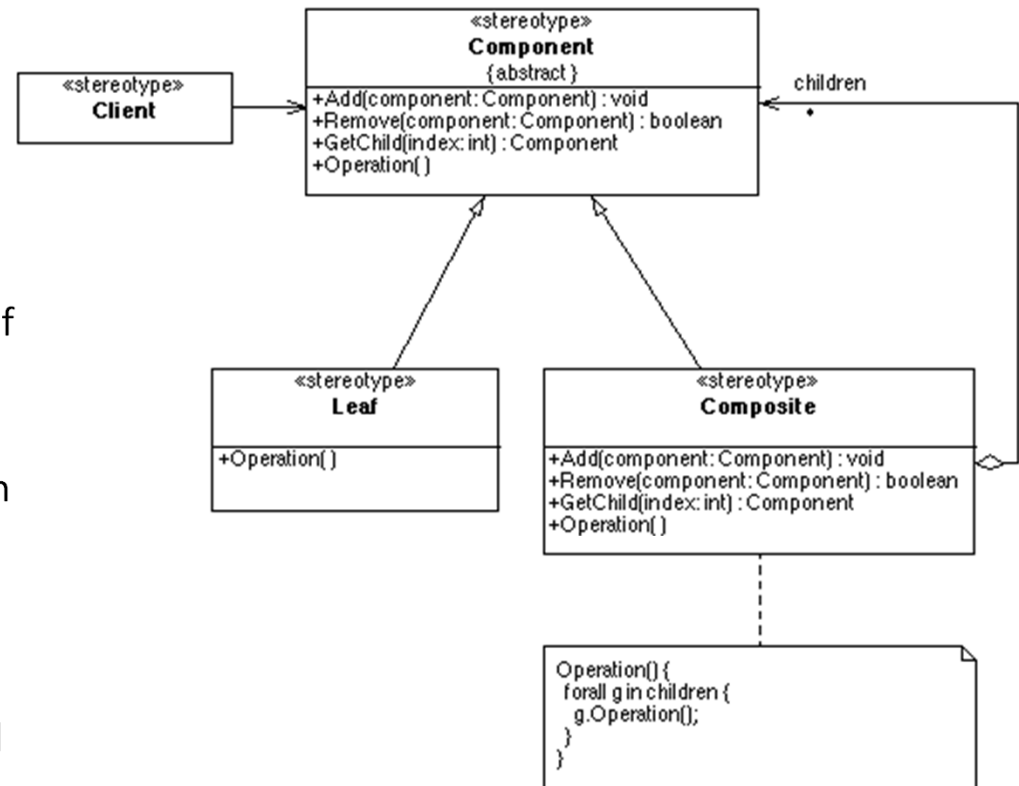 «stereotype»
Component
{abstract}
+Add(component: Component) : void
+Remove(component: Component) : boolean
+GetChild(index: int) : Component
+Operation( )
«stereotype»
Client
children
*
«stereotype»
Leaf
+Operation( )
«stereotype»
Composite
+Add(component: Component) : void
+Remove(component: Component) : boolean
+GetChild(index: int) : Component
+Operation( )
Operation() {
forall g in children {
g.Operation();
}
}